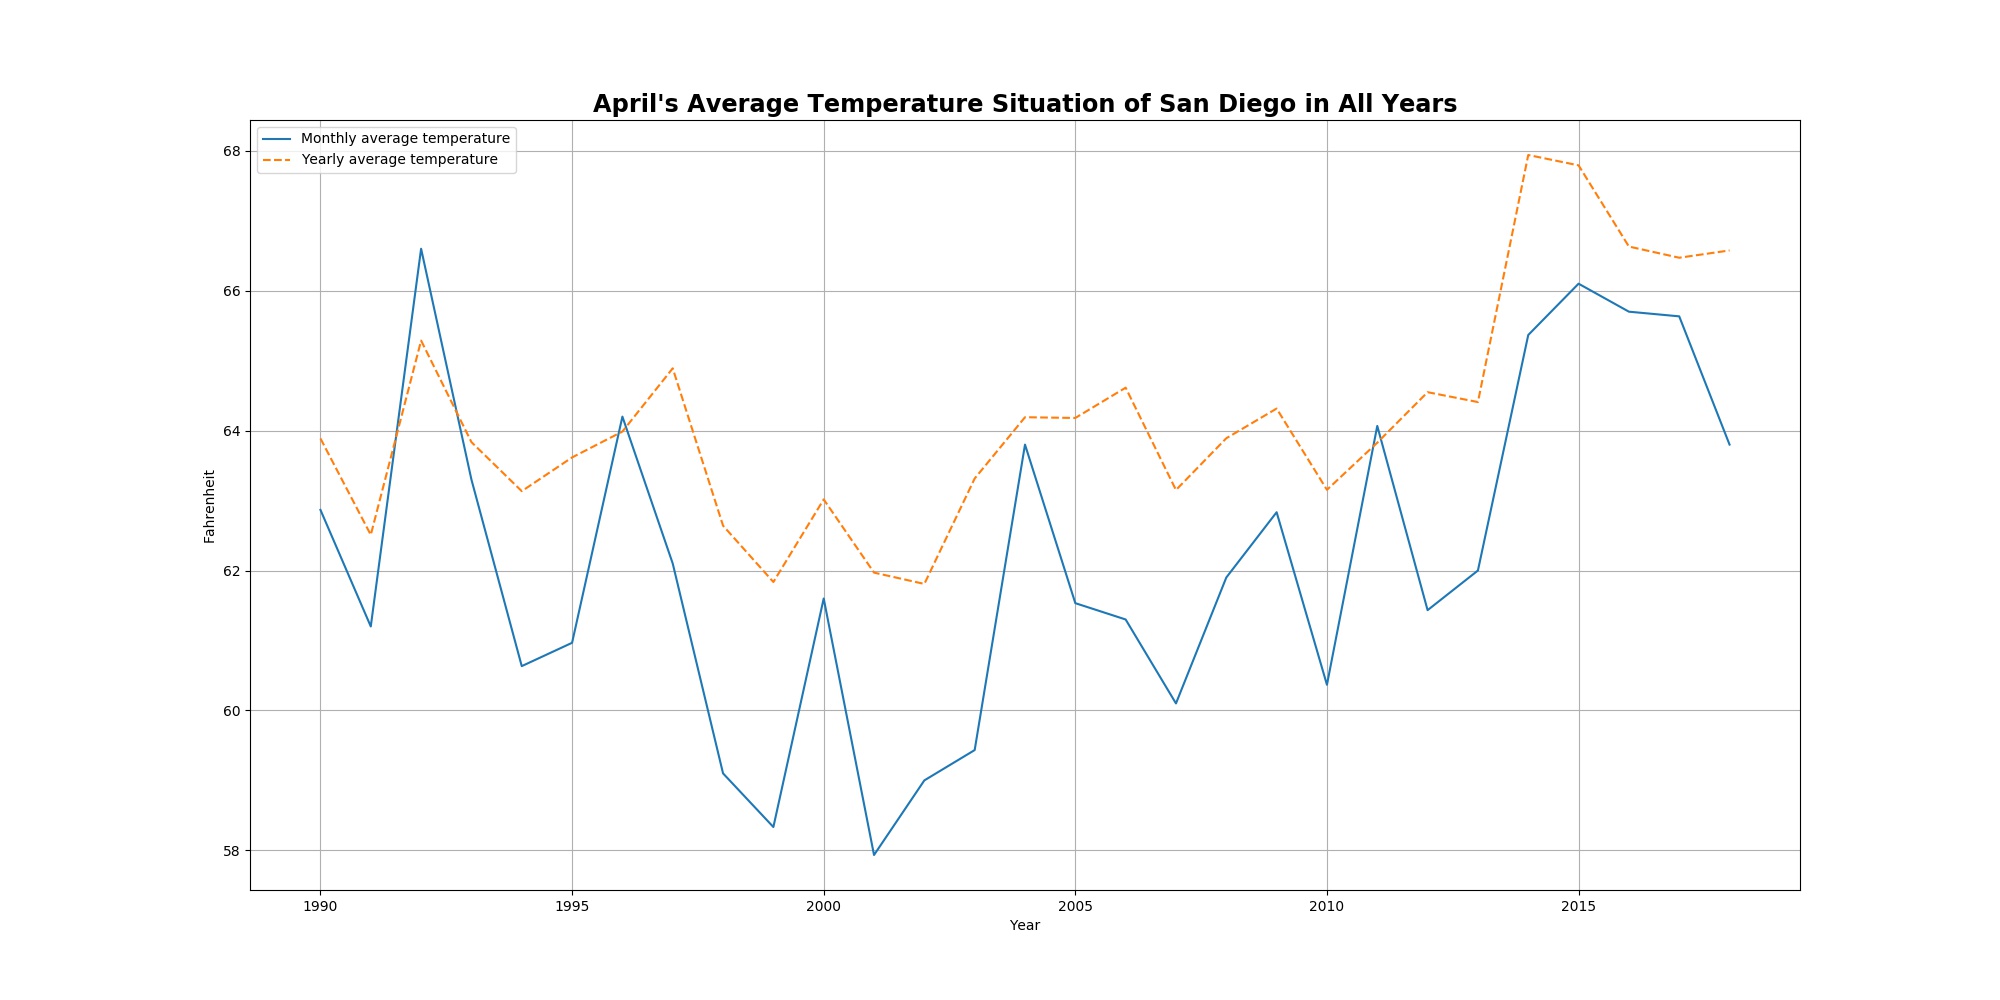 April's Average Temperature Situation of San Diego in All Years
Monthly average temperature
Yearly average temperature
68
66
64
62
60
58
Fahrenheit
1990 1995 2000 2005 2010 2015
Year